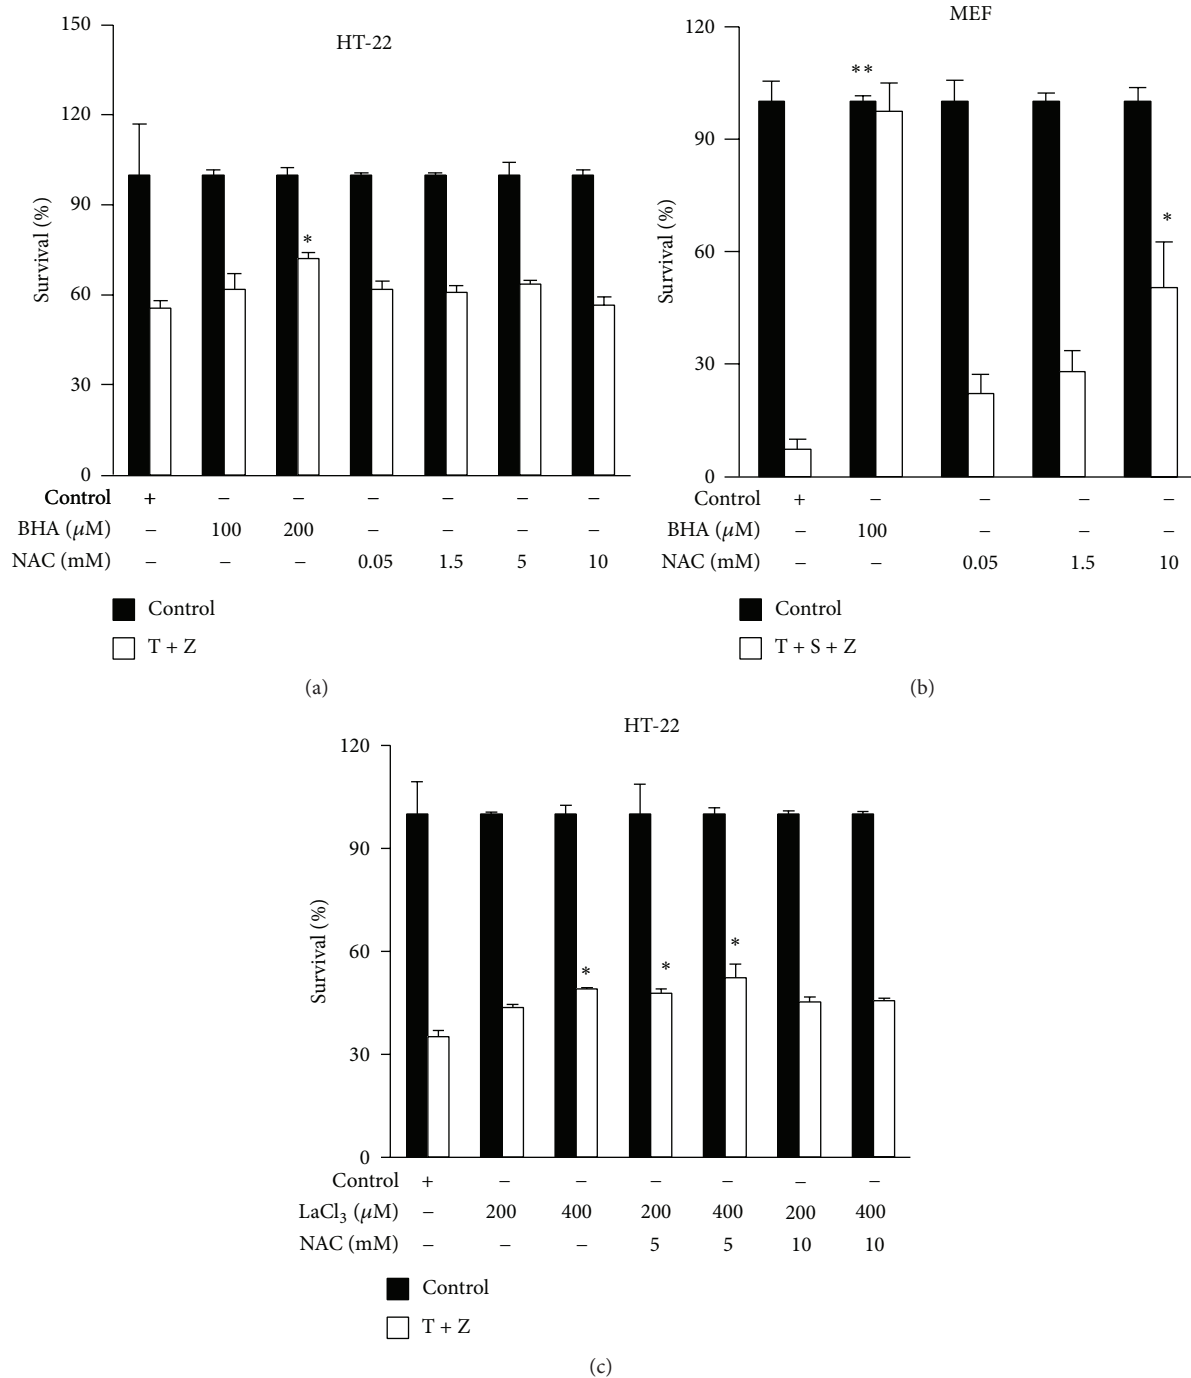 HT-22
150
120
90
60
30
0
Survival (%)
* 
Control + − − − − − −
BHA (μM) − 100 200 − − − −
NAC (mM) − − − 0.05 1.5 5 10
Control
T + Z
(a)
MEF
120
90
60
30
0
Survival (%)
**
*
Control + − − − −
BHA (μM) − 100 − − −
NAC (mM) − − 0.05 1.5 10
Control
T + S + Z
(b)
HT-22
120
90
60
30
0
Survival (%)
* * *
Control + − − − − − −
LaCl₃ (μM) − 200 400 200 400 200 400
NAC (mM) − − − 5 5 10 10
Control
T + Z
(c)